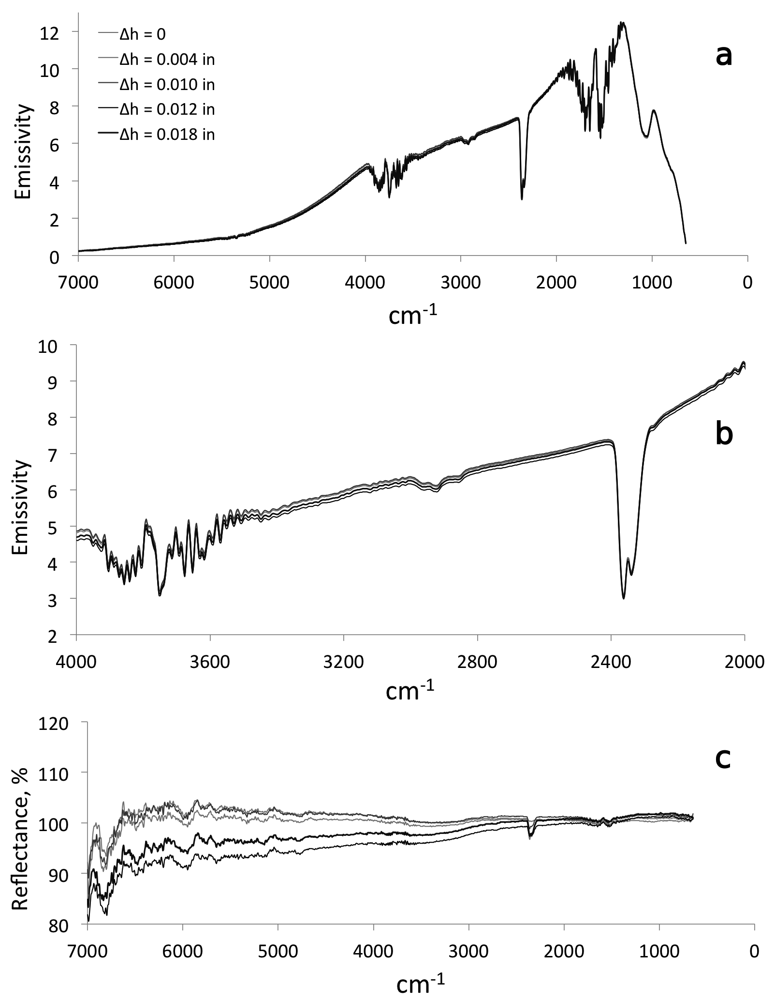 a
12
10
8
6
4
2
0
Emissivity
Δh = 0
Δh = 0.004 in
Δh = 0.010 in
Δh = 0.012 in
Δh = 0.018 in
7000 6000 5000 4000 3000 2000 1000 0
cm⁻¹
b
10
9
8
7
6
5
4
3
2
Emissivity
4000 3600 3200 2800 2400 2000
cm⁻¹
c
120
110
100
90
80
Reflectance, %
7000 6000 5000 4000 3000 2000 1000 0
cm⁻¹